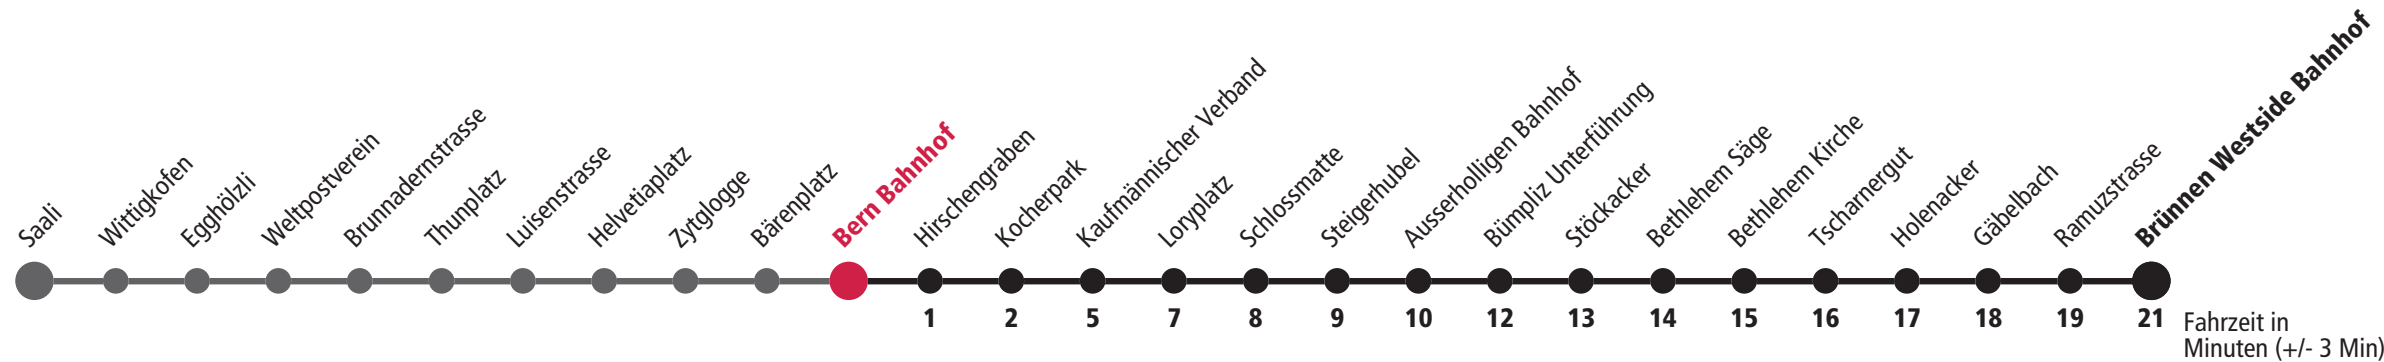 Saali
Wittigkofen
Egghölzli
Weltpostverein
Brunnadernstrasse
Thunplatz
Luisenstrasse
Helvetiaplatz
Zytglogge
Bärenplatz
Bern Bahnhof
Hirschengraben
Kocherpark
Kaufmännischer Verband
Loryplatz
Schlossmatte
Steigerhubel
Ausserholligen Bahnhof
Bümpliz Unterführung
Stöckacker
Bethlehem Säge
Bethlehem Kirche
Tscharnergut
Holenacker
Gäbelbach
Ramuzstrasse
Brünnen Westside Bahnhof
1 2 5 7 8 9 10 12 13 14 15 16 17 18 19 21
Fahrzeit in
Minuten (+/- 3 Min)